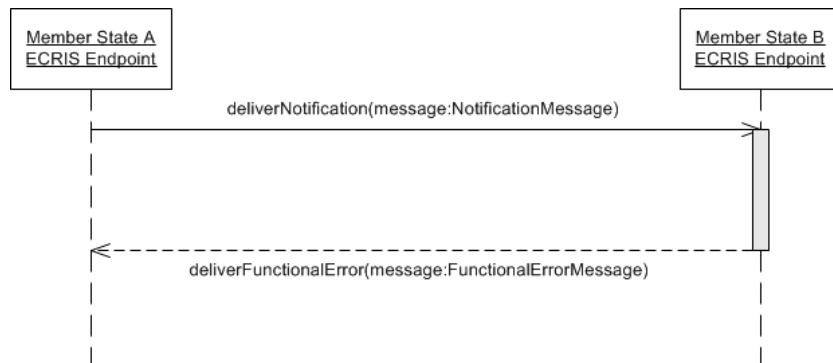 Member State A
ECRIS Endpoint
Member State B
ECRIS Endpoint
deliverNotification(message:NotificationMessage)
deliverFunctionalError(message:FunctionalErrorMessage)